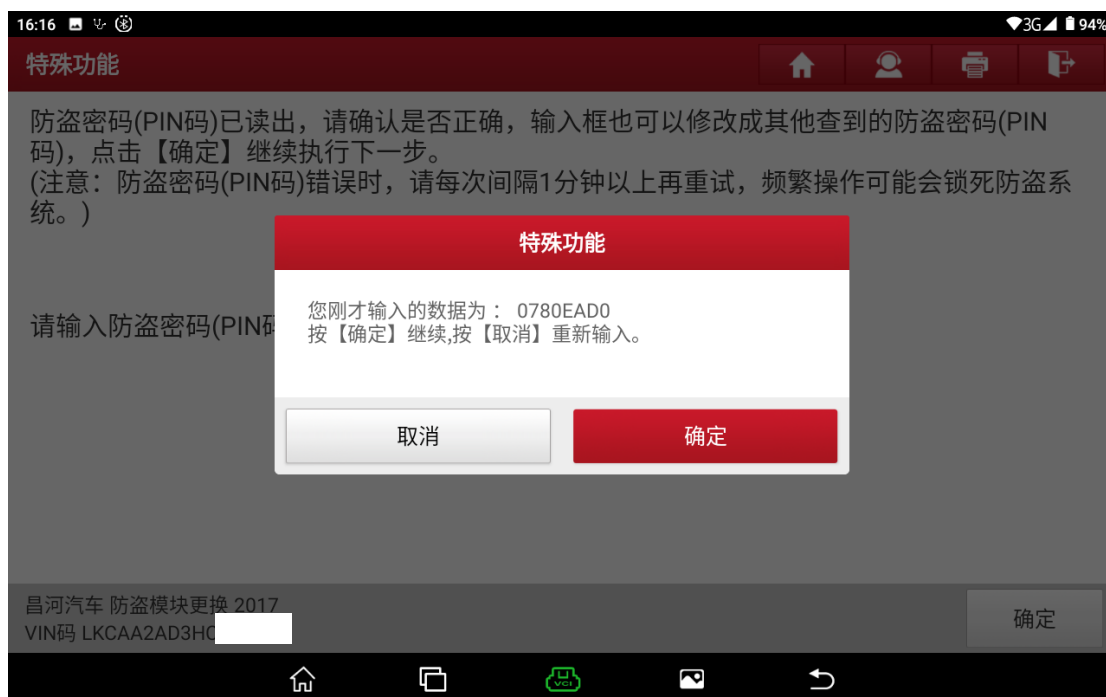 16:16 3G 94%
特殊功能
防盗密码(PIN码)已读出，请确认是否正确，输入框也可以修改成其他查到的防盗密码(PIN
码)，点击【确定】继续执行下一步。
(注意：防盗密码(PIN码)错误时，请每次间隔1分钟以上再重试，频繁操作可能会锁死防盗系
统。)
特殊功能
您刚才输入的数据为： 0780EAD0
按【确定】继续,按【取消】重新输入。
请输入防盗密码(PIN码
取消
确定
昌河汽车 防盗模块更换 2017
VIN码 LKCAA2AD3HC
确定
VCI